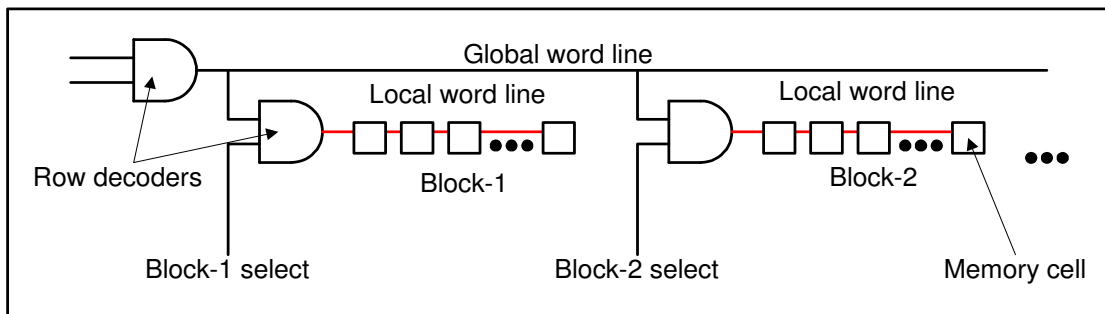 Global word line
Local word line
Local word line
Row decoders
Block-1
Block-2
Block-1 select
Block-2 select
Memory cell